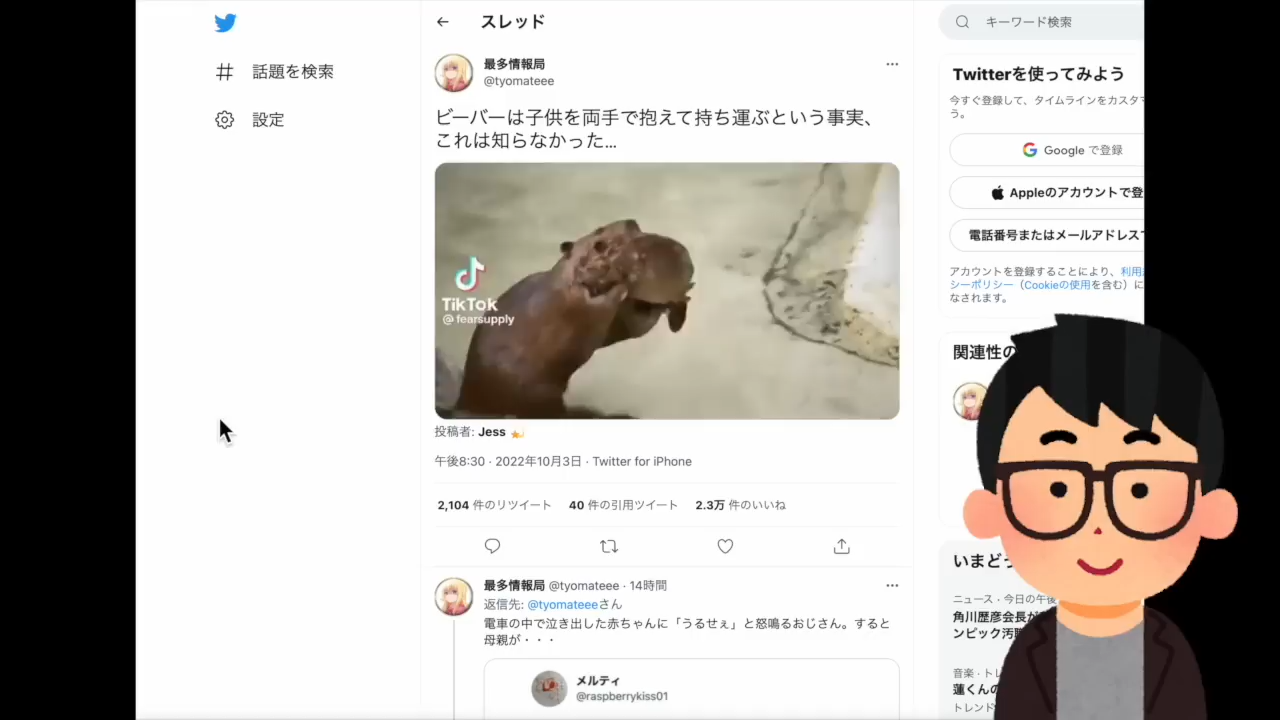 スレッド
キーワード検索
話題を検索
設定
最多情報局
@tyomateee
ビーバーは子供を両手で抱えて持ち運ぶという事実、
これは知らなかった…
TikTok
@fearsupply
投稿者: Jess
午後8:30 · 2022年10月3日 · Twitter for iPhone
2,104 件のリツイート 40 件の引用ツイート 2.3万 件のいいね
最多情報局 @tyomateee · 14時間
返信先: @tyomateeeさん
電車の中で泣き出した赤ちゃんに「うるせぇ」と怒鳴るおじさん。すると
母親が・・・
メルティ
@raspberrykiss01
Twitterを使ってみよう
今すぐ登録して、タイムラインをカスタマ
う。
Google で登録
Appleのアカウントで登
電話番号またはメールアドレスで
アカウントを登録することにより、利用
シーポリシー（Cookieの使用を含む）に
なされます。
関連性の
いまどう
ニュース · 今日の午後
角川歴彦会長が
ンピック汚職
音楽 · トレ
蓮くんの
トレンド